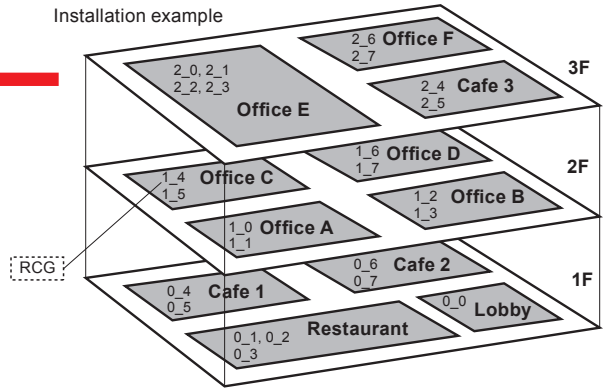 Installation example
2_6 Office F
2_7
2_0, 2_1
2_2, 2_3
Office E
2_4 Cafe 3
2_5
3F
1_6 Office D
1_7
1_4 Office C
1_5
1_2 Office B
1_3
1_0 Office A
1_1
2F
RCG
0_6 Cafe 2
0_7
0_4 Cafe 1
0_5
0_0 Lobby
0_1, 0_2 Restaurant
0_3
1F